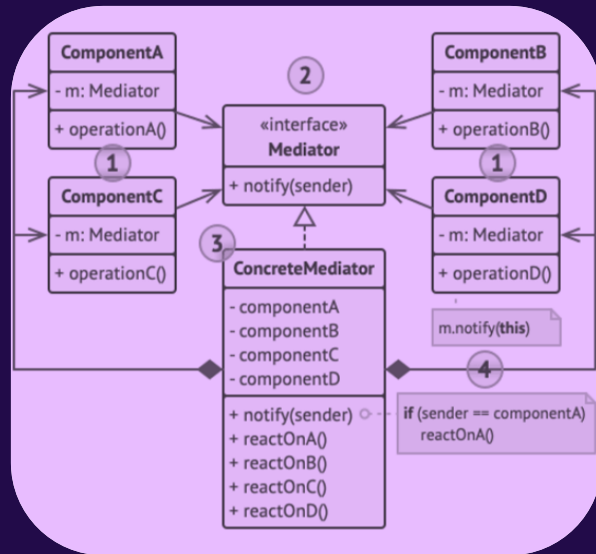 ComponentA
- m: Mediator
+ operationA()
1
ComponentC
- m: Mediator
+ operationC()
2
«interface»
Mediator
+ notify(sender)
ComponentB
- m: Mediator
+ operationB()
1
ComponentD
- m: Mediator
+ operationD()
3
ConcreteMediator
- componentA
- componentB
- componentC
- componentD
+ notify(sender)
+ reactOnA()
+ reactOnB()
+ reactOnC()
+ reactOnD()
m.notify(this)
4
if (sender == componentA)
reactOnA()